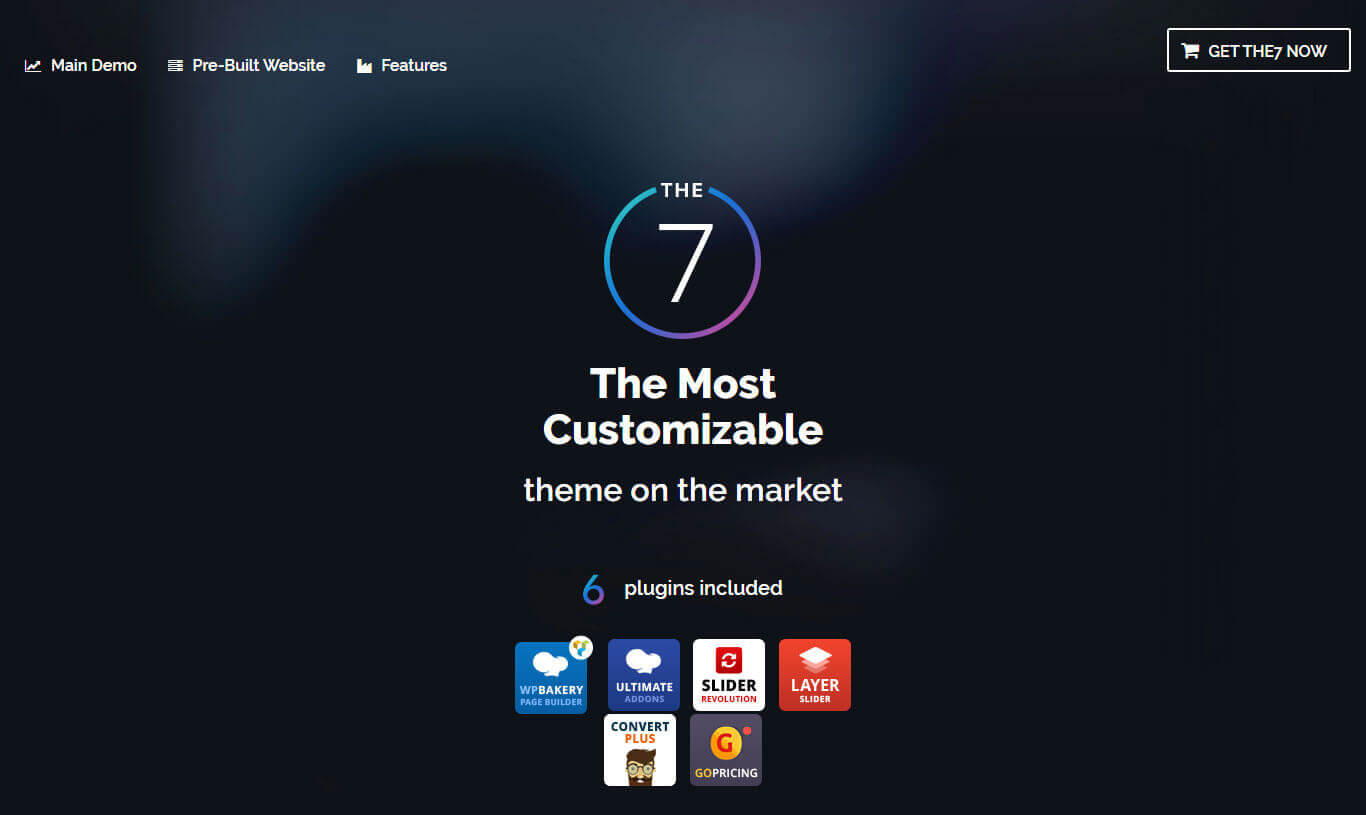 Main Demo
Pre-Built Website
Features
GET THE7 NOW
THE
7
The Most
Customizable
theme on the market
6 plugins included
WPBAKERY
PAGE BUILDER
ULTIMATE
ADDONS
SLIDER
REVOLUTION
LAYER
SLIDER
CONVERT
PLUS
G
GOPRICING